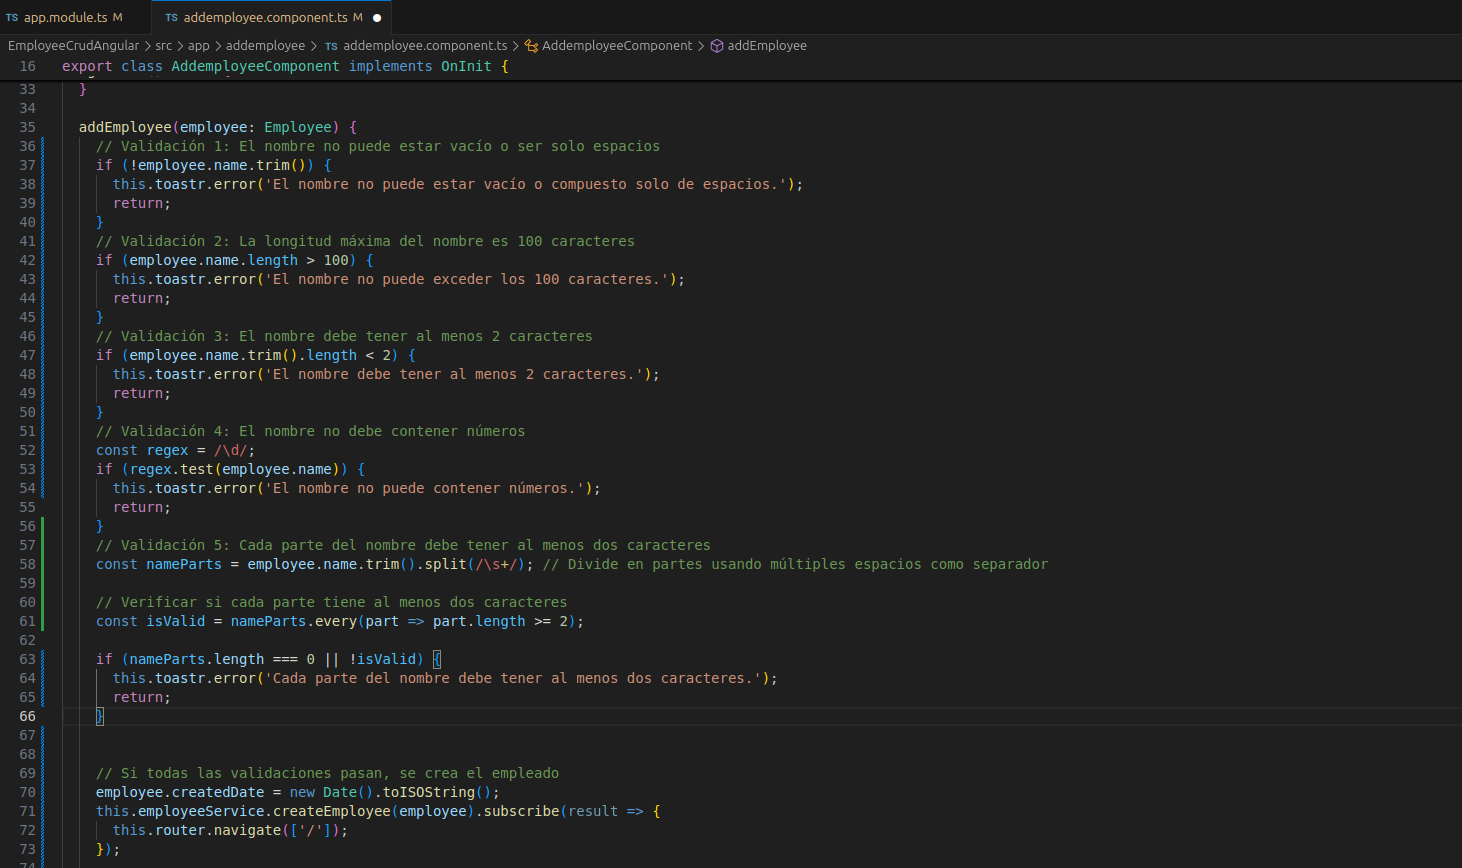 TS app.module.ts M
TS addemployee.component.ts M ●
EmployeeCrudAngular > src > app > addemployee > TS addemployee.component.ts > AddemployeeComponent > addEmployee
16 export class AddemployeeComponent implements OnInit {
33   }
34
35   addEmployee(employee: Employee) {
36     // Validación 1: El nombre no puede estar vacío o ser solo espacios
37     if (!employee.name.trim()) {
38       this.toastr.error('El nombre no puede estar vacío o compuesto solo de espacios.');
39       return;
40     }
41     // Validación 2: La longitud máxima del nombre es 100 caracteres
42     if (employee.name.length > 100) {
43       this.toastr.error('El nombre no puede exceder los 100 caracteres.');
44       return;
45     }
46     // Validación 3: El nombre debe tener al menos 2 caracteres
47     if (employee.name.trim().length < 2) {
48       this.toastr.error('El nombre debe tener al menos 2 caracteres.');
49       return;
50     }
51     // Validación 4: El nombre no debe contener números
52     const regex = /\d/;
53     if (regex.test(employee.name)) {
54       this.toastr.error('El nombre no puede contener números.');
55       return;
56     }
57     // Validación 5: Cada parte del nombre debe tener al menos dos caracteres
58     const nameParts = employee.name.trim().split(/\s+/); // Divide en partes usando múltiples espacios como separador
59
60     // Verificar si cada parte tiene al menos dos caracteres
61     const isValid = nameParts.every(part => part.length >= 2);
62
63     if (nameParts.length === 0 || !isValid) {
64       this.toastr.error('Cada parte del nombre debe tener al menos dos caracteres.');
65       return;
66     }
67
68
69     // Si todas las validaciones pasan, se crea el empleado
70     employee.createdDate = new Date().toISOString();
71     this.employeeService.createEmployee(employee).subscribe(result => {
72       this.router.navigate(['/']);
73     });
74